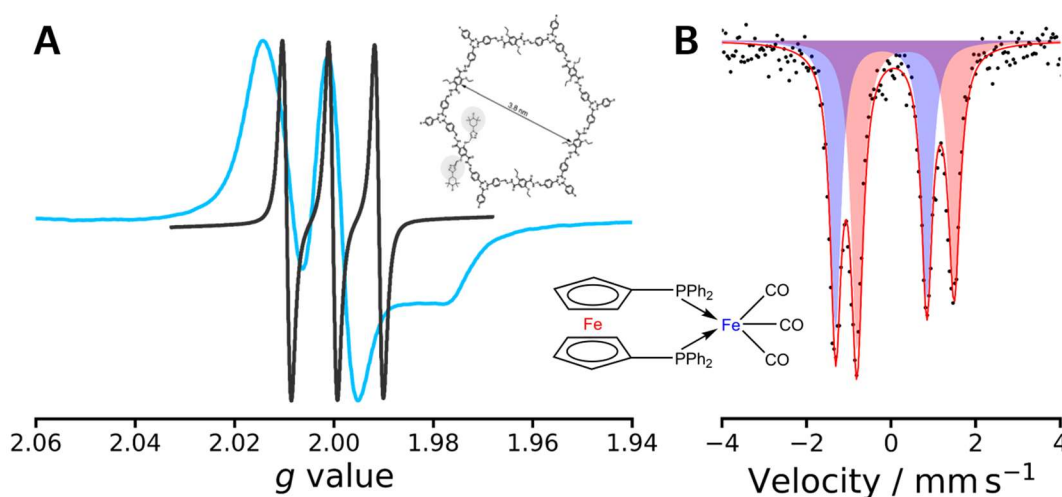 A
B
3.8 nm
PPh2
Fe
PPh2
Fe
CO
CO
CO
2.06 2.04 2.02 2.00 1.98 1.96 1.94
g value
−4 −2 0 2 4
Velocity / mm s−1